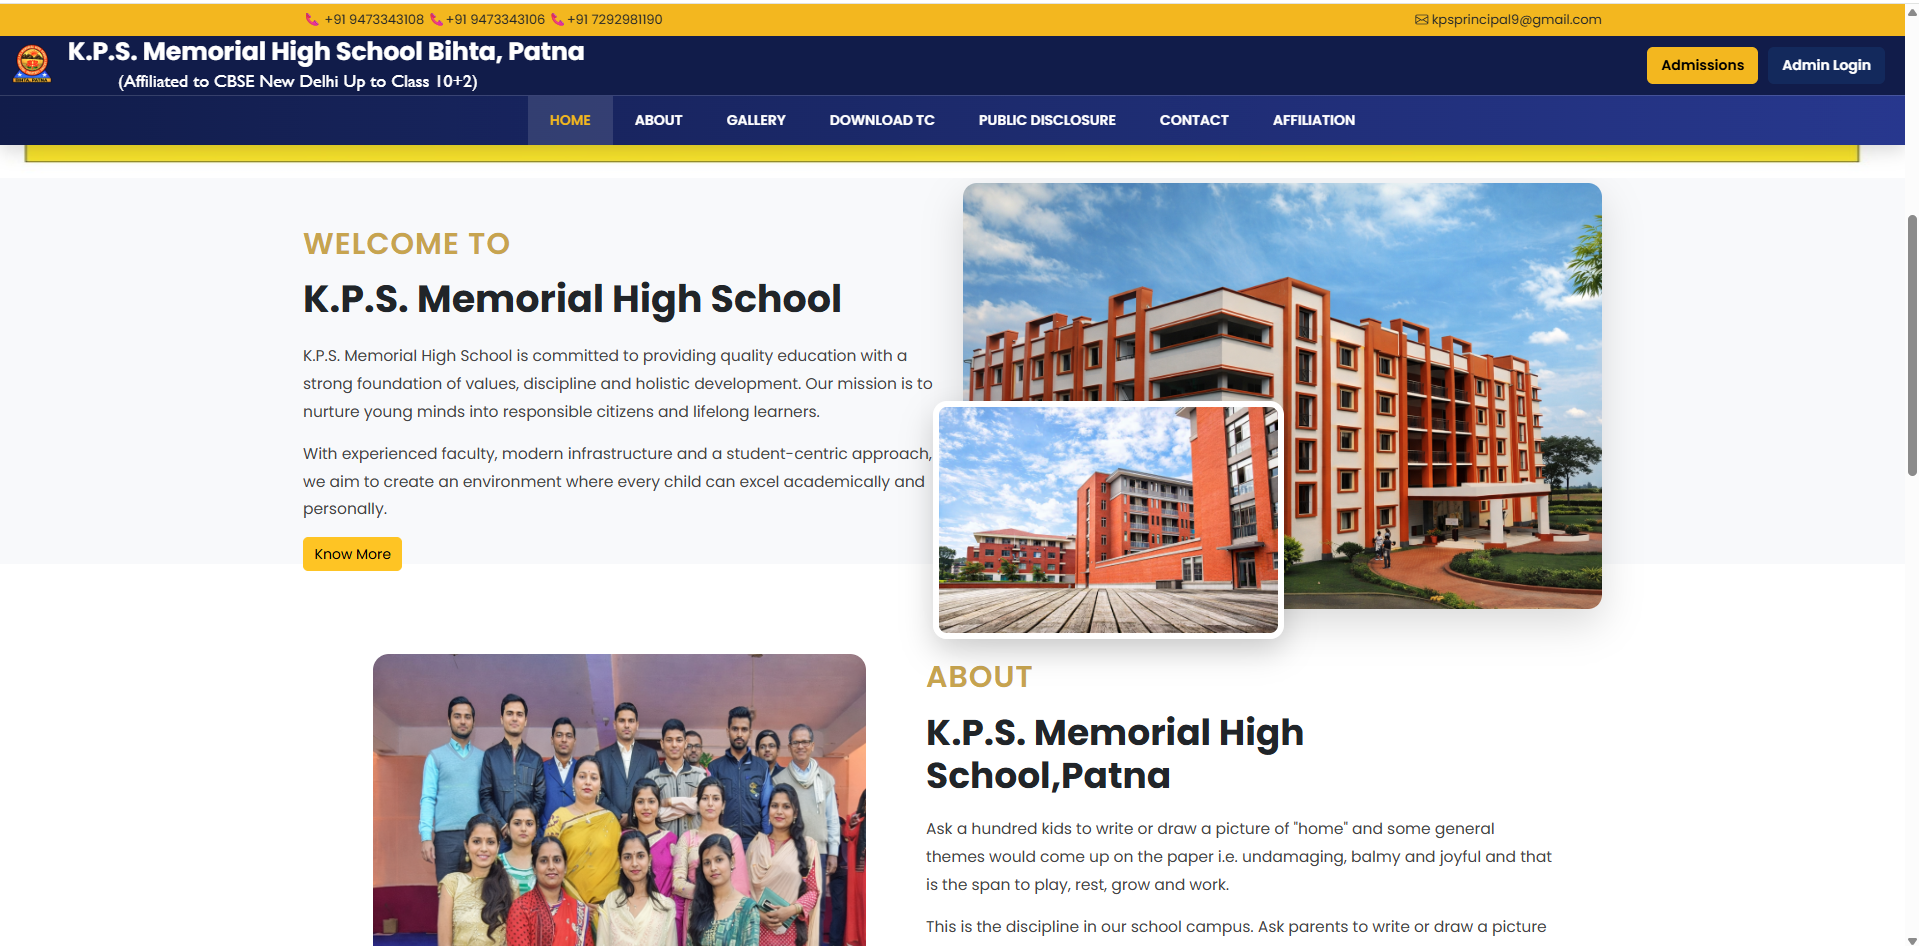 +91 9473343108 +91 9473343106 +91 7292981190
kpsprincipal9@gmail.com
K.P.S. Memorial High School Bihta, Patna
(Affiliated to CBSE New Delhi Up to Class 10+2)
Admissions
Admin Login
HOME ABOUT GALLERY DOWNLOAD TC PUBLIC DISCLOSURE CONTACT AFFILIATION
WELCOME TO
K.P.S. Memorial High School
K.P.S. Memorial High School is committed to providing quality education with a
strong foundation of values, discipline and holistic development. Our mission is to
nurture young minds into responsible citizens and lifelong learners.
With experienced faculty, modern infrastructure and a student-centric approach,
we aim to create an environment where every child can excel academically and
personally.
Know More
ABOUT
K.P.S. Memorial High
School,Patna
Ask a hundred kids to write or draw a picture of "home" and some general
themes would come up on the paper i.e. undamaging, balmy and joyful and that
is the span to play, rest, grow and work.
This is the discipline in our school campus. Ask parents to write or draw a picture